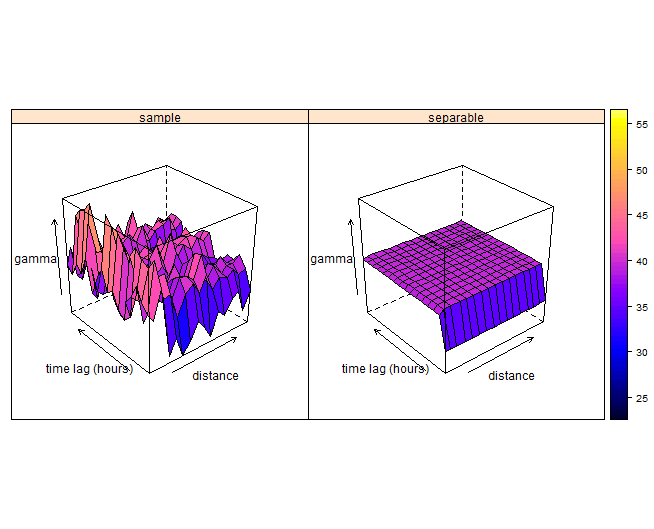 sample
separable
gamma
time lag (hours)
distance
gamma
time lag (hours)
distance
55
50
45
40
35
30
25